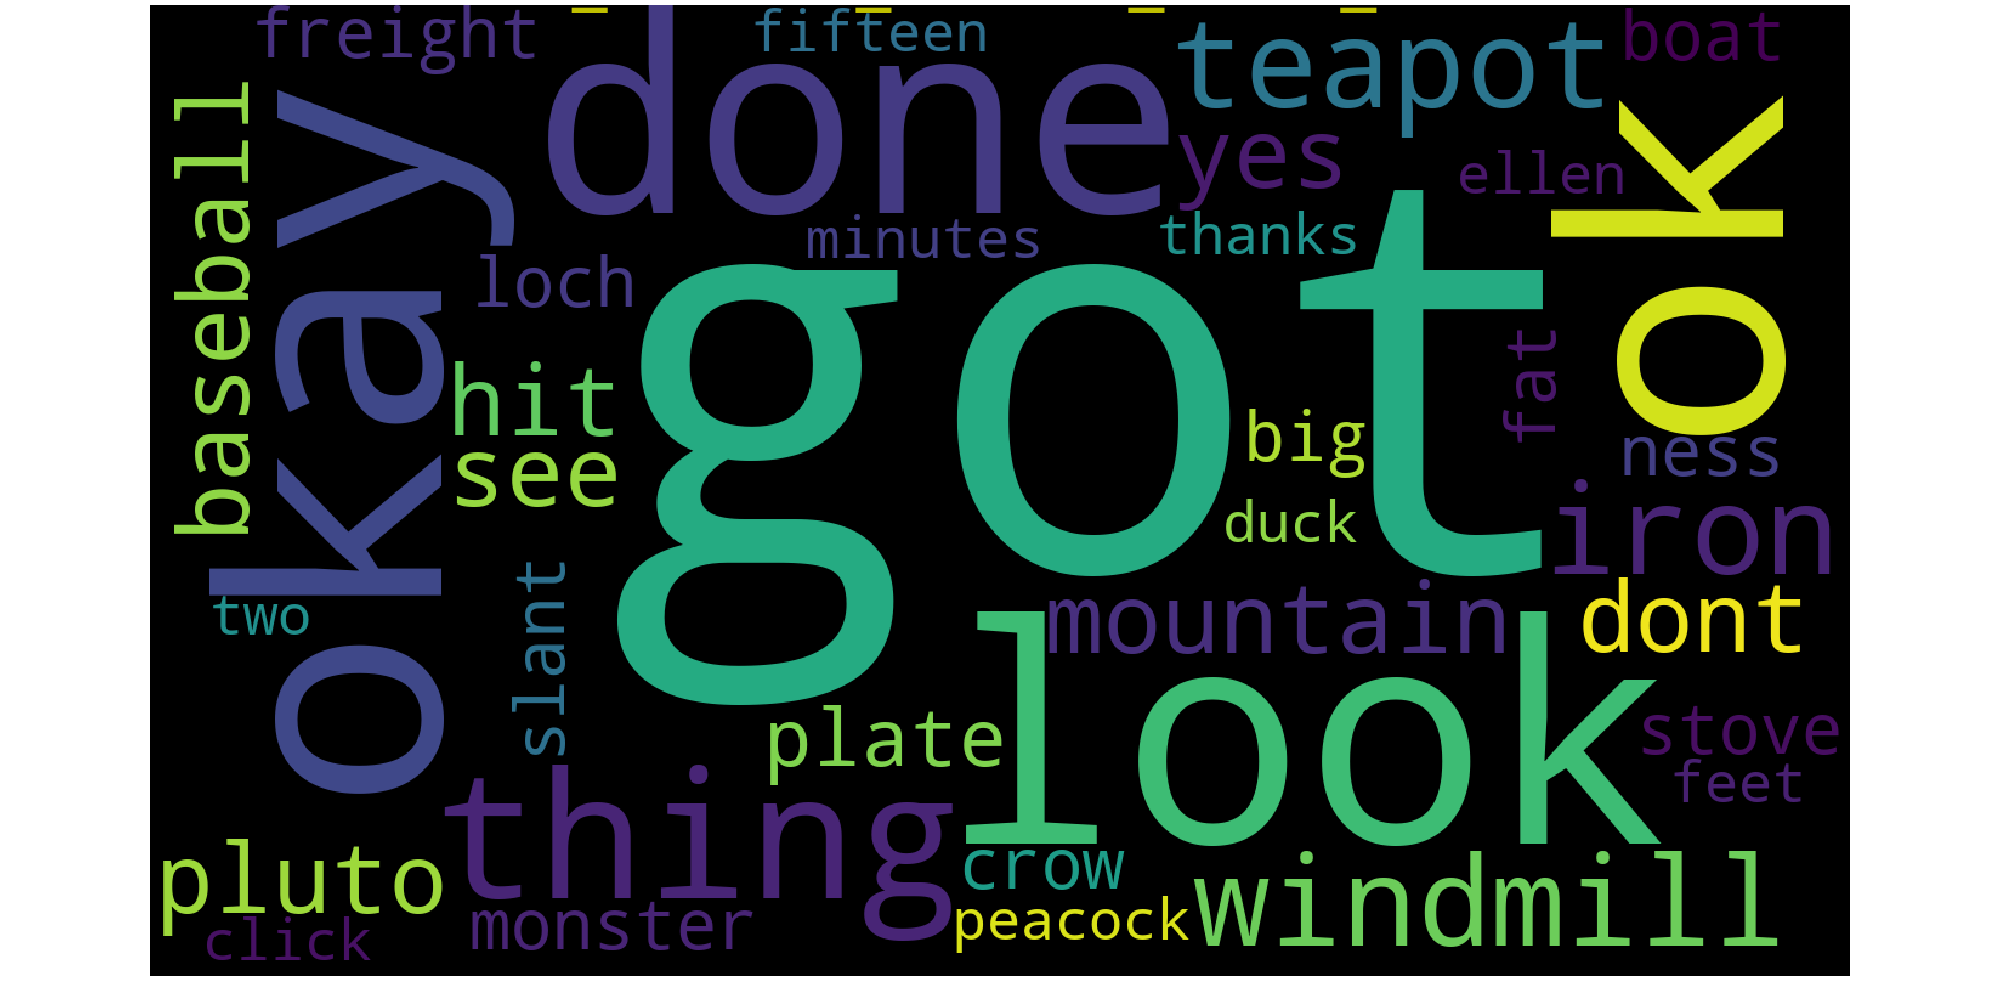 freight
fifteen
teapot
boat
done
yes
ellen
ok
baseball
okay
minutes
thanks
loch
got
hit
see
big
fat
ness
duck
iron
two
slant
mountain
dont
look
plate
stove
feet
thing
pluto
crow
windmill
click
monster
peacock